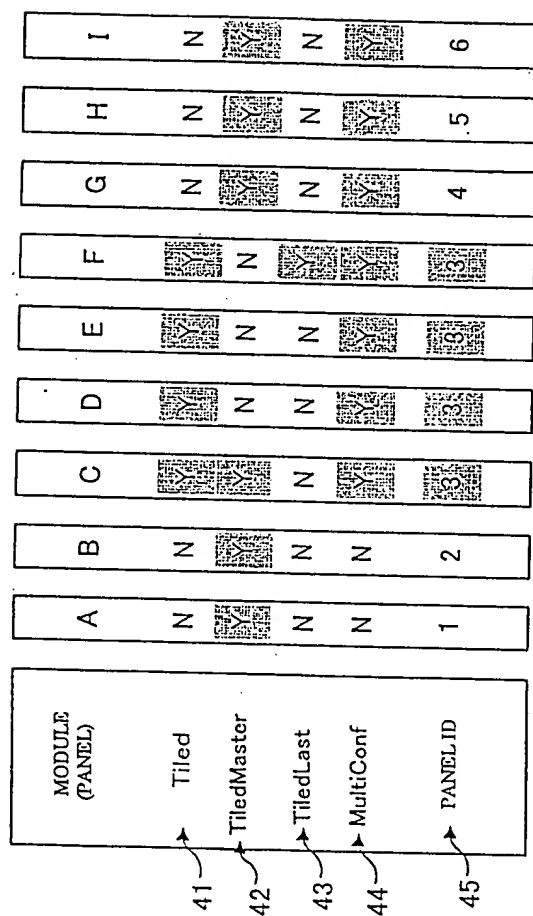 MODULE (PANEL) A B C D E F G H I
41 Tiled N N Y Y Y Y N N N
42 TiledMaster Y Y Y N N N Y Y Y
43 TiledLast N N N N N Y N N N
44 MultiConf N N Y Y Y Y Y Y Y
45 PANEL ID 1 2 3 3 3 3 4 5 6